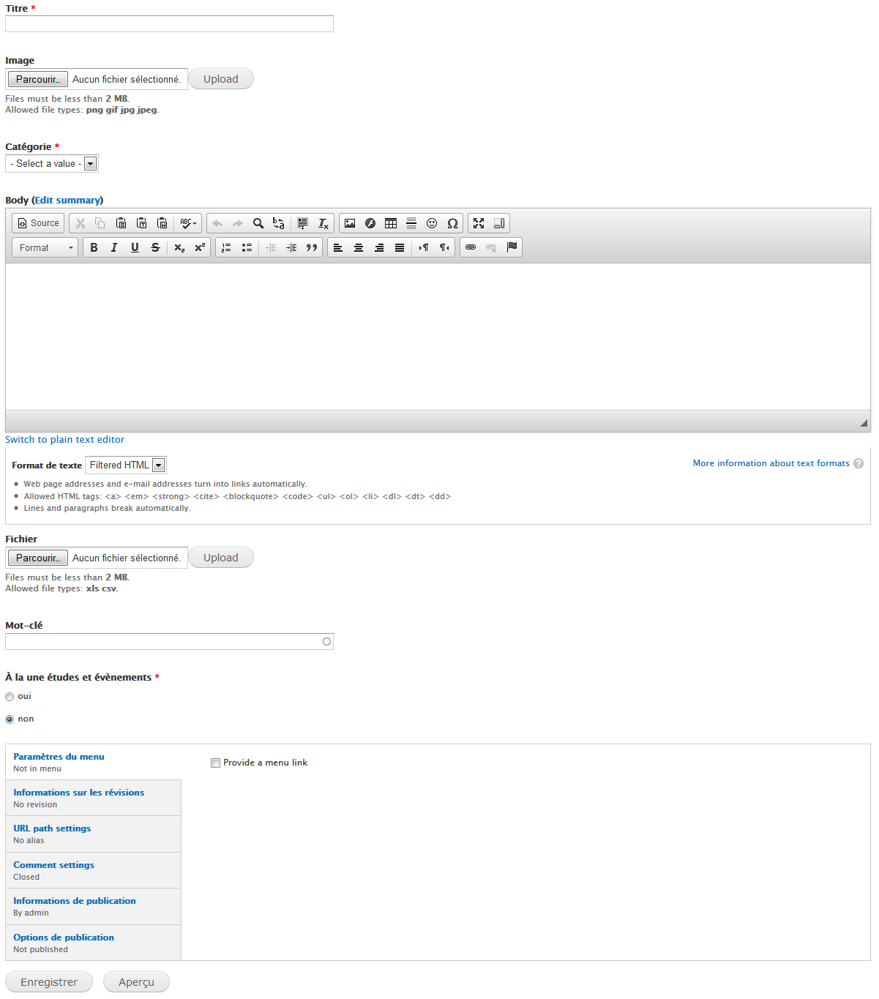 Titre *
Image
Parcourir_ Aucun fichier sélectionné. Upload
Files must be less than 2 MB.
Allowed file types: png gif jpg jpeg.
Catégorie *
- Select a value -
Body (Edit summary)
Source
Format
Switch to plain text editor
Format de texte Filtered HTML
More information about text formats ?
Web page addresses and e-mail addresses turn into links automatically.
Allowed HTML tags: <a> <em> <strong> <cite> <blockquote> <code> <ul> <ol> <li> <dl> <dt> <dd>
Lines and paragraphs break automatically.
Fichier
Parcourir_ Aucun fichier sélectionné. Upload
Files must be less than 2 MB.
Allowed file types: xls csv.
Mot-clé
À la une études et évènements *
oui
non
Paramètres du menu
Not in menu
Provide a menu link
Informations sur les révisions
No revision
URL path settings
No alias
Comment settings
Closed
Informations de publication
By admin
Options de publication
Not published
Enregistrer Aperçu